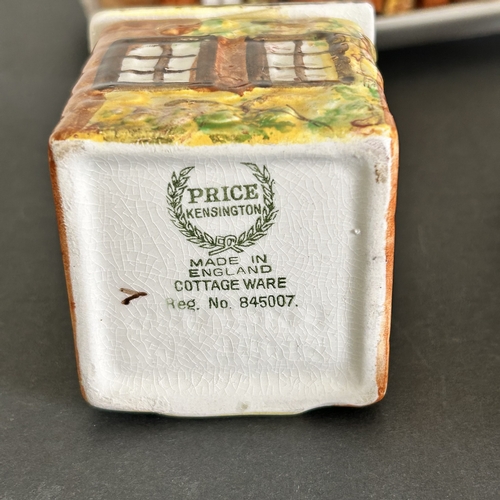 PRICE
KENSINGTON
MADE IN
ENGLAND
COTTAGE WARE
Reg. No. 845007.